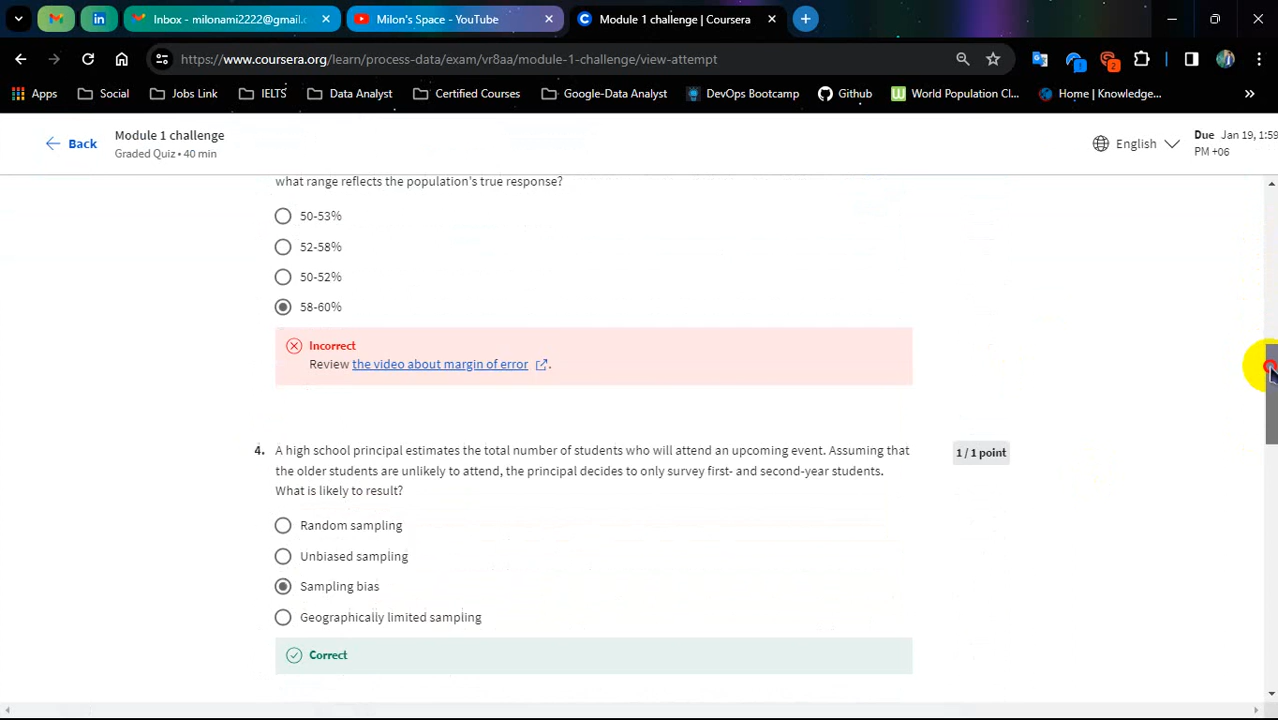 Inbox - milonami2222@gmail.c
Milon's Space - YouTube
Module 1 challenge | Coursera
https://www.coursera.org/learn/process-data/exam/vr8aa/module-1-challenge/view-attempt
1
2
Apps
Social
Jobs Link
IELTS
Data Analyst
Certified Courses
Google-Data Analyst
DevOps Bootcamp
Github
World Population Cl...
Home | Knowledge...
Back
Module 1 challenge
Graded Quiz • 40 min
English
Due Jan 19, 1:59
PM +06
what range reflects the population's true response?
50-53%
52-58%
50-52%
58-60%
Incorrect
Review the video about margin of error .
4. A high school principal estimates the total number of students who will attend an upcoming event. Assuming that
the older students are unlikely to attend, the principal decides to only survey first- and second-year students.
What is likely to result?
1 / 1 point
Random sampling
Unbiased sampling
Sampling bias
Geographically limited sampling
Correct